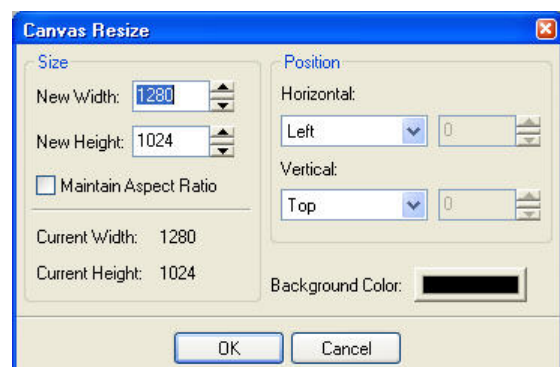 Canvas Resize
Size
New Width: 1280
New Height: 1024
Maintain Aspect Ratio
Current Width: 1280
Current Height: 1024
Position
Horizontal:
Left 0
Vertical:
Top 0
Background Color:
OK Cancel